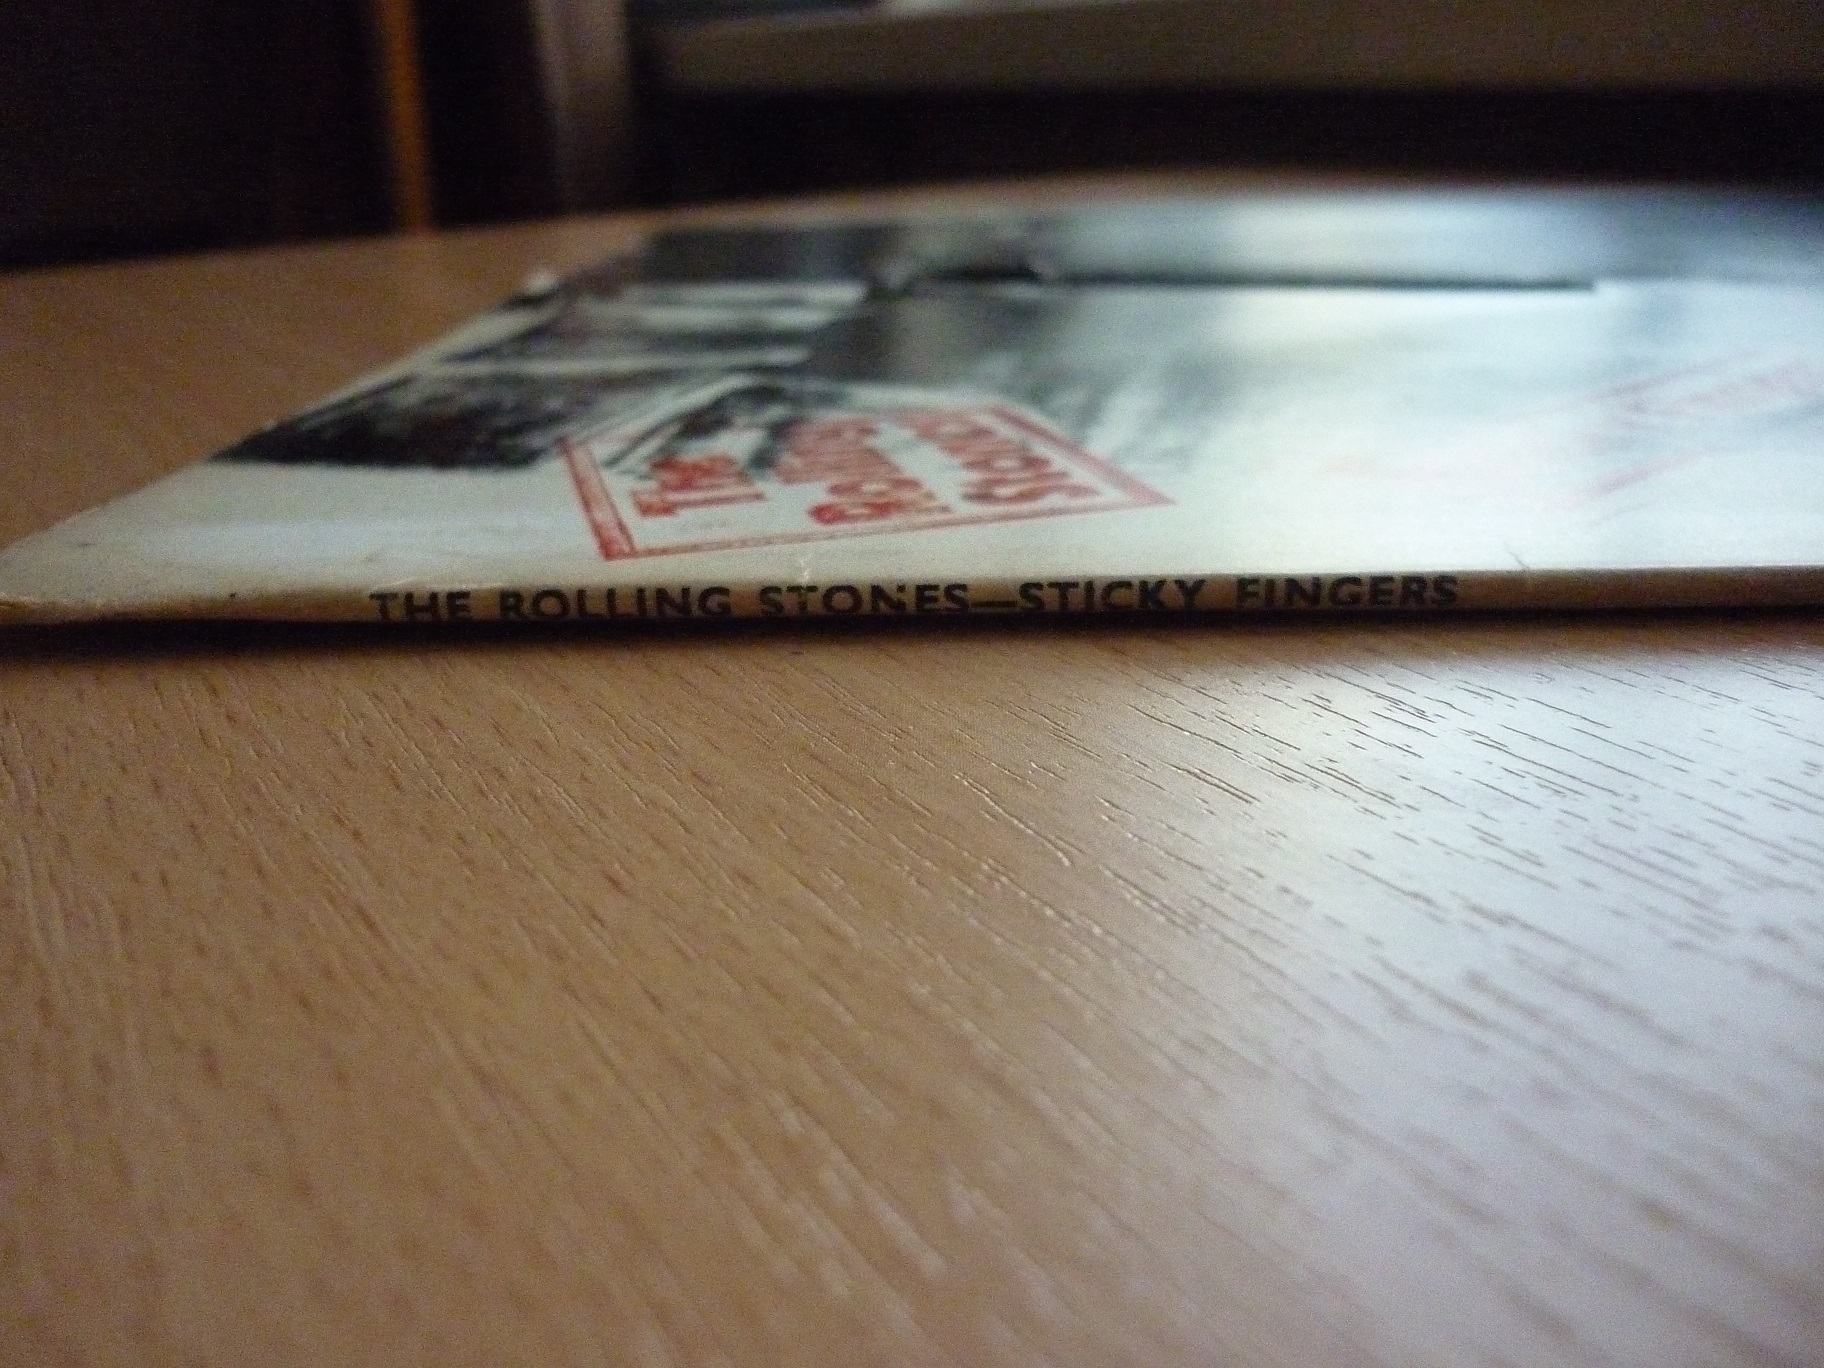 The
Rolling
Stones
THE ROLLING STONES—STICKY FINGERS